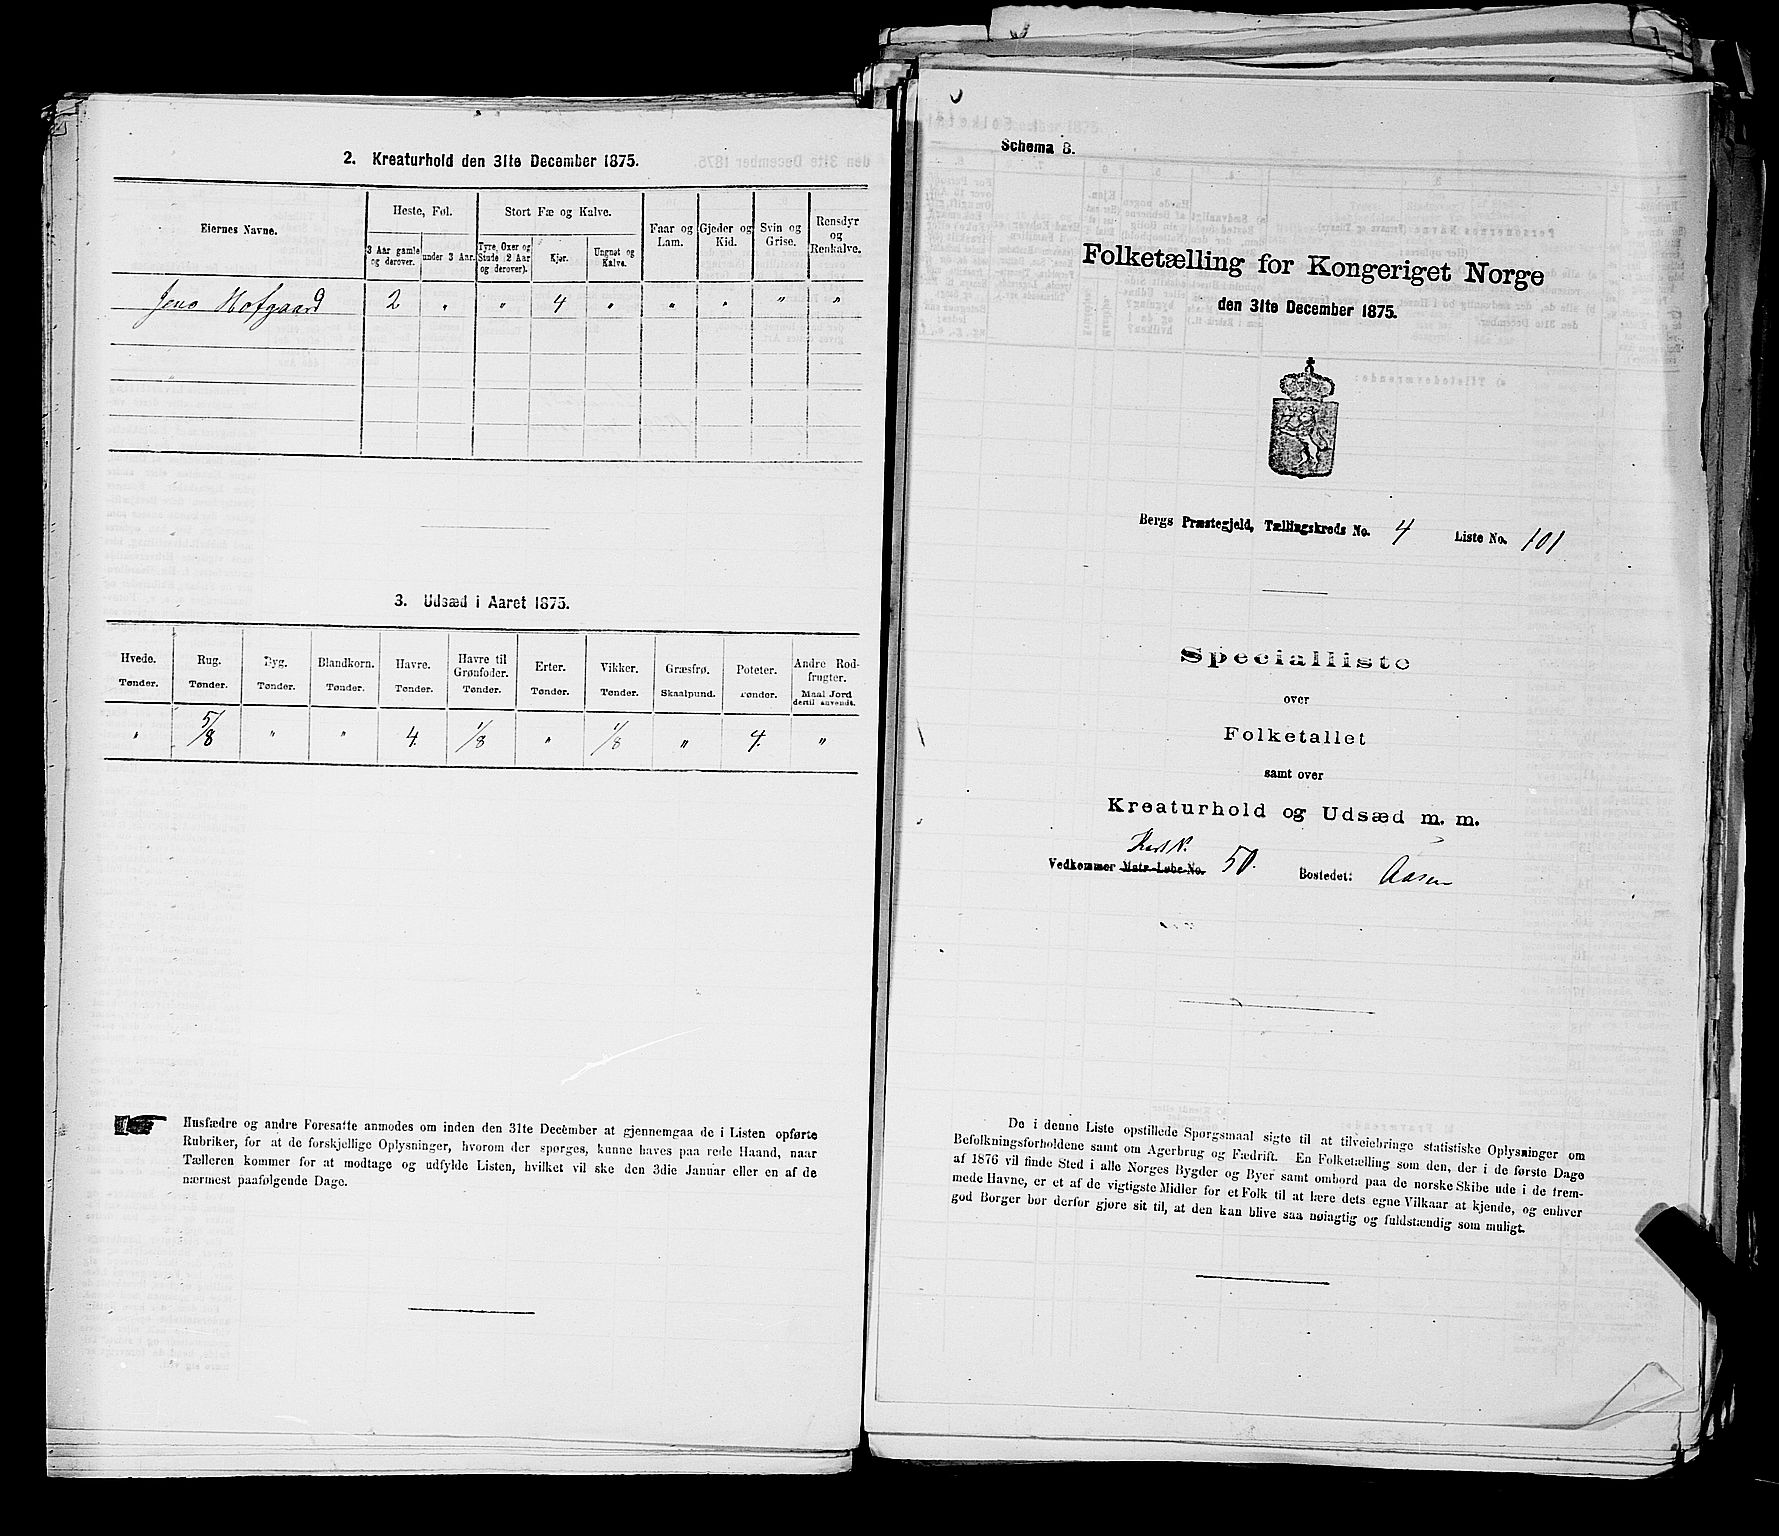 2. Kreaturhold den 31te December 1875.
Eiernes Navne.
Heste, Føl.
Stort Fæ og Kalve.
Faar og Lam.
Gjeder og Kid.
Svin og Grise.
Rensdyr og Renkalve.
3 Aar gamle og derover.
under 3 Aar.
Tyre, Oxer og Stude (2 Aar og derover).
Kjør.
Ungnøt og Kalve.
Jens Hofgaard 2 " " 4 " " " " "
3. Udsæd i Aaret 1875.
Hvede. Rug. Byg. Blandkorn. Havre. Havre til Grønfoder. Erter. Vikker. Græsfrø. Poteter. Andre Rodfrugter.
Tønder. Tønder. Tønder. Tønder. Tønder. Tønder. Tønder. Tønder. Skaalpund. Tønder. Maal Jord dertil anvendt.
" 5/8 " " 4. 1/8 " 1/8 " 4. "
Husfædre og andre Foresatte anmodes om inden den 31te December at gjennemgaa de i Listen opførte
Rubriker, for at de forskjellige Oplysninger, hvorom der spørges, kunne haves paa rede Haand, naar
Tælleren kommer for at modtage og udfylde Listen, hvilket vil ske den 3die Januar eller en af de
nærmest paafølgende Dage.
Schema 3.
Folketælling for Kongeriget Norge
den 31te December 1875.
Bergs Præstegjeld, Tællingskreds No. 4 Liste No. 101
Specialliste
over
Folketallet
samt over
Kreaturhold og Udsæd m. m.
Vedkommer Matr.-Løbe-No. 50. Bostedet: Aasen
De i denne Liste opstillede Spørgsmaal sigte til at tilveiebringe statistiske Oplysninger om
Befolkningsforholdene samt om Agerbrug og Fædrift. En Folketælling som den, der i de første Dage
af 1876 vil finde Sted i alle Norges Bygder og Byer samt ombord paa de norske Skibe ude i de frem-
mede Havne, er et af de vigtigste Midler for et Folk til at lære dets egne Vilkaar at kjende, og enhver
god Borger bør derfor gjøre sit til, at den kan blive saa nøiagtig og fuldstændig som muligt.